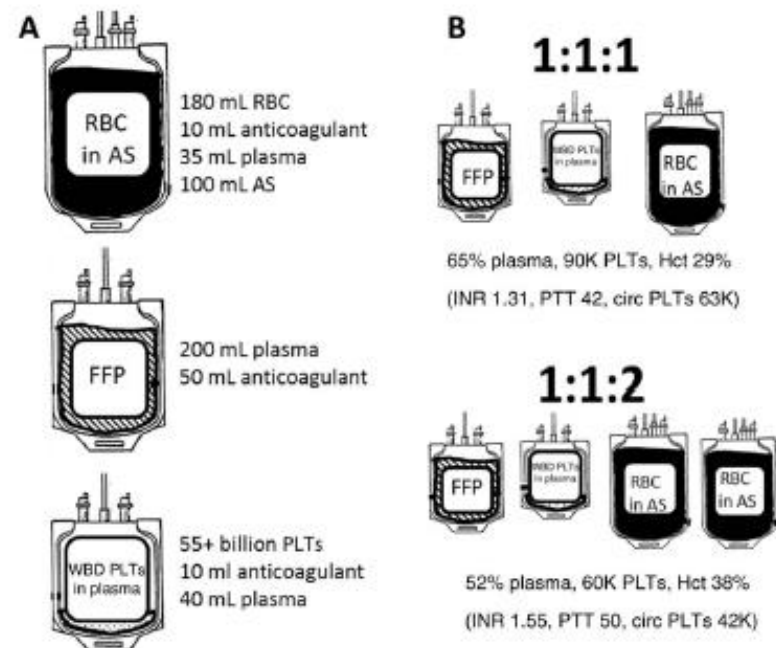 A
RBC
in AS
180 mL RBC
10 mL anticoagulant
35 mL plasma
100 mL AS
FFP
200 mL plasma
50 mL anticoagulant
WBD PLTs
in plasma
55+ billion PLTs
10 ml anticoagulant
40 mL plasma
B
1:1:1
FFP
WBD PLTs
in plasma
RBC
in AS
65% plasma, 90K PLTs, Hct 29%
(INR 1.31, PTT 42, circ PLTs 63K)
1:1:2
FFP
WBD PLTs
in plasma
RBC
in AS
RBC
in AS
52% plasma, 60K PLTs, Hct 38%
(INR 1.55, PTT 50, circ PLTs 42K)